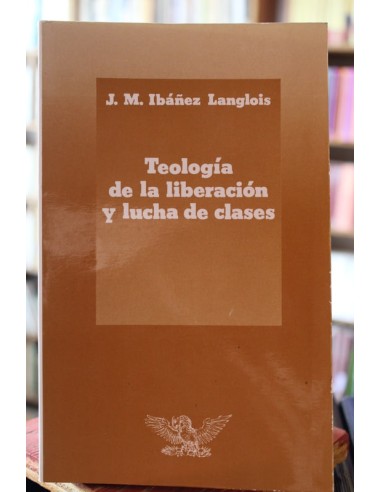 J. M. Ibáñez Langlois
Teología
de la liberación
y lucha de clases